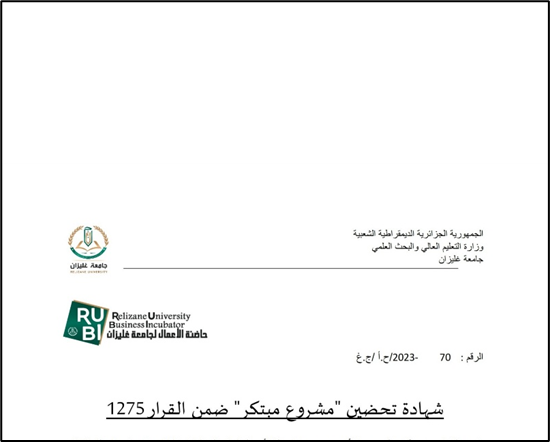 الجمهورية الجزائرية الديمقراطية الشعبية
وزارة التعليم العالي والبحث العلمي
جامعة غليزان
جامعة غليزان
RELIZANE UNIVERSITY
RU
BI
Relizane University
Business Incubator
حاضنة الأعمال لجامعة غليزان
الرقم : 70 -2023/ح.أ /ج.غ
شهادة تحضين "مشروع مبتكر" ضمن القرار 1275